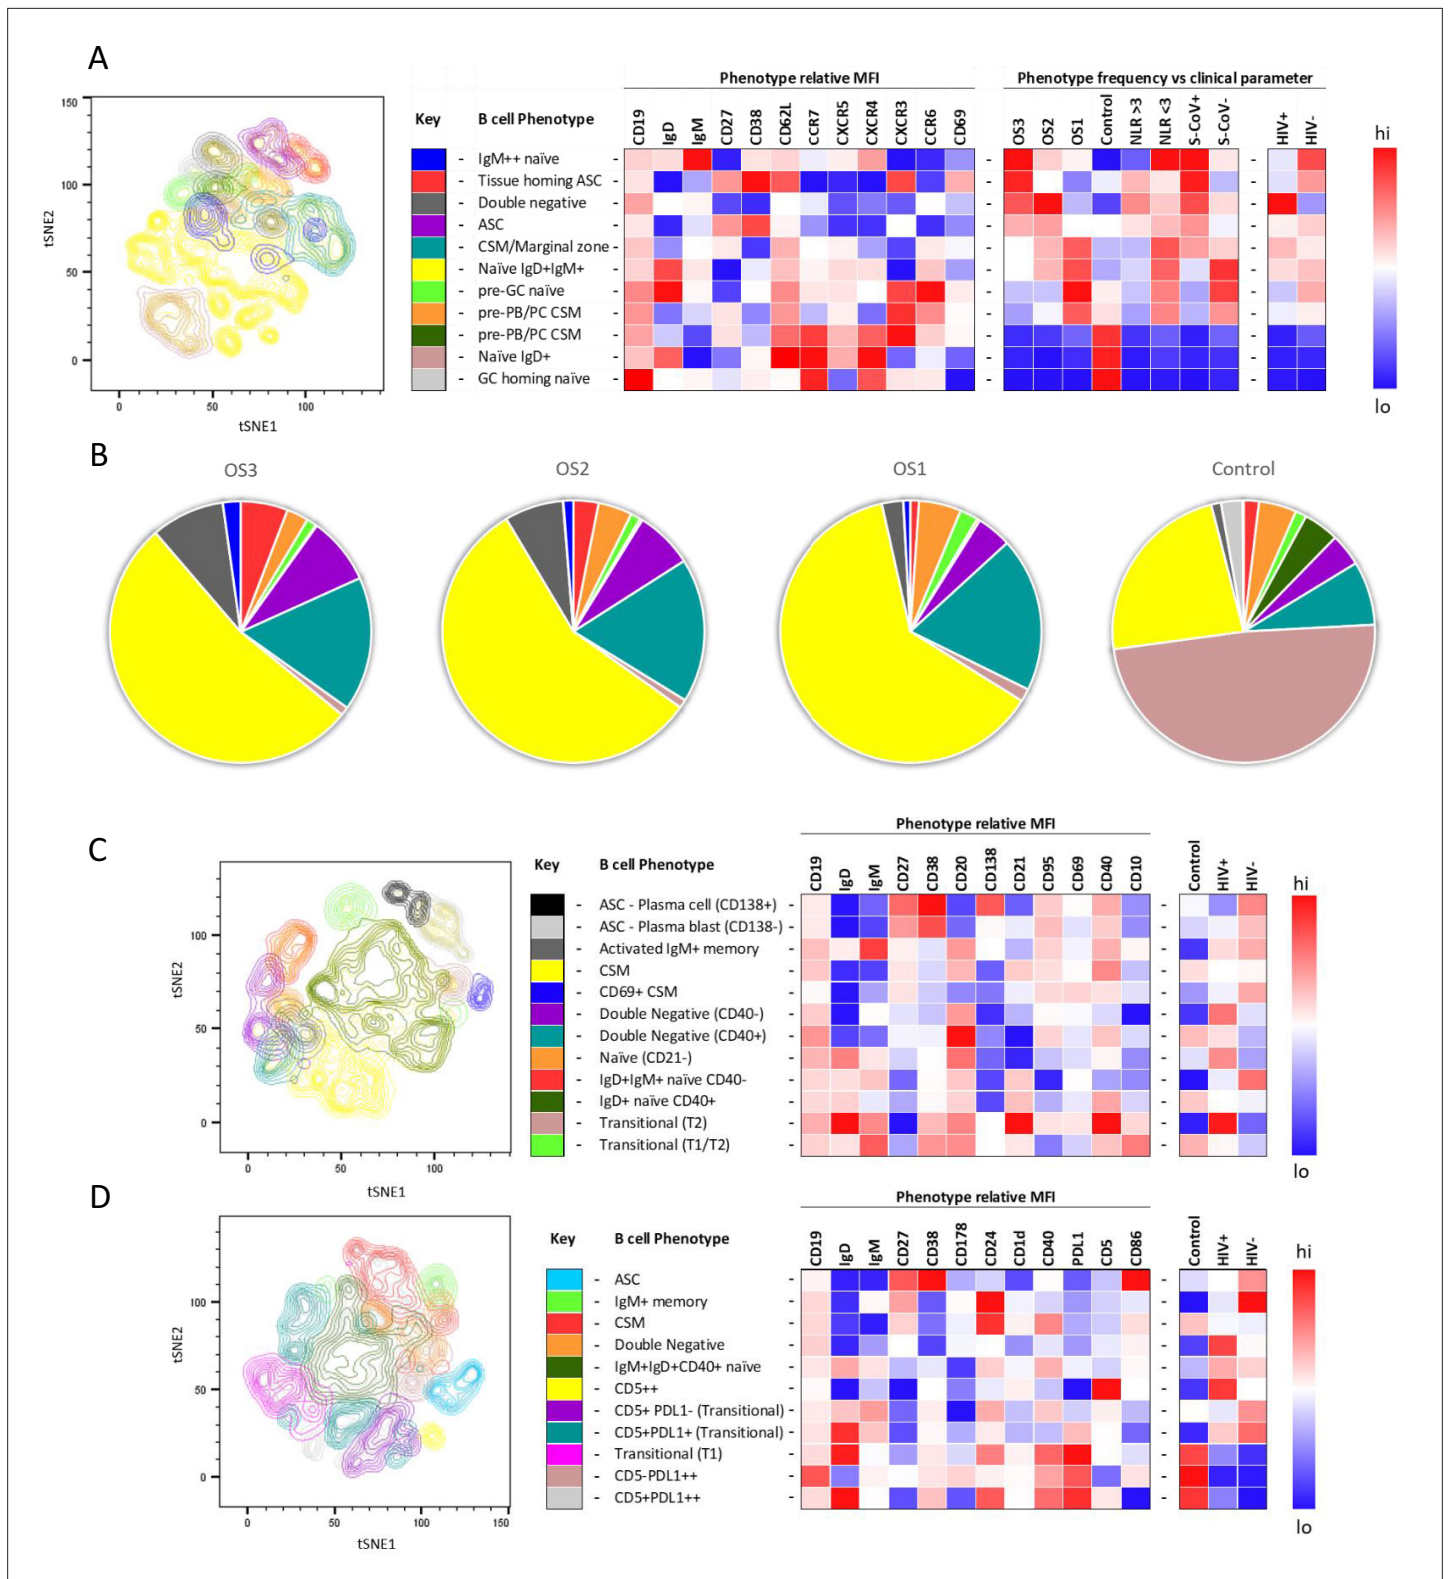 A
Phenotype relative MFI
Phenotype frequency vs clinical parameter
Key
B cell Phenotype
CD19 IgD IgM CD27 CD38 CD62L CCR7 CXCR5 CXCR4 CXCR3 CCR6 CD69
OS3 OS2 OS1 Control NLR >3 NLR <3 S-CoV+ S-CoV- HIV+ HIV-
- IgM++ naïve -
- Tissue homing ASC -
- Double negative -
- ASC -
- CSM/Marginal zone -
- Naïve IgD+IgM+ -
- pre-GC naïve -
- pre-PB/PC CSM -
- pre-PB/PC CSM -
- Naïve IgD+ -
- GC homing naïve -
hi
lo
150
100
50
0
tSNE2
0 50 100
tSNE1
B
OS3
OS2
OS1
Control
C
Phenotype relative MFI
Key
B cell Phenotype
CD19 IgD IgM CD27 CD38 CD20 CD138 CD21 CD95 CD69 CD40 CD10
Control HIV+ HIV-
- ASC - Plasma cell (CD138+) -
- ASC - Plasma blast (CD138-) -
- Activated IgM+ memory -
- CSM -
- CD69+ CSM -
- Double Negative (CD40-) -
- Double Negative (CD40+) -
- Naïve (CD21-) -
- IgD+IgM+ naïve CD40- -
- IgD+ naïve CD40+ -
- Transitional (T2) -
- Transitional (T1/T2) -
hi
lo
100
50
0
tSNE2
0 50 100
tSNE1
D
Phenotype relative MFI
Key
B cell Phenotype
CD19 IgD IgM CD27 CD38 CD178 CD24 CD1d CD40 PDL1 CD5 CD86
Control HIV+ HIV-
- ASC -
- IgM+ memory -
- CSM -
- Double Negative -
- IgM+IgD+CD40+ naïve -
- CD5++ -
- CD5+ PDL1- (Transitional) -
- CD5+PDL1+ (Transitional) -
- Transitional (T1) -
- CD5-PDL1++ -
- CD5+PDL1++ -
hi
lo
100
50
0
tSNE2
0 50 100 150
tSNE1